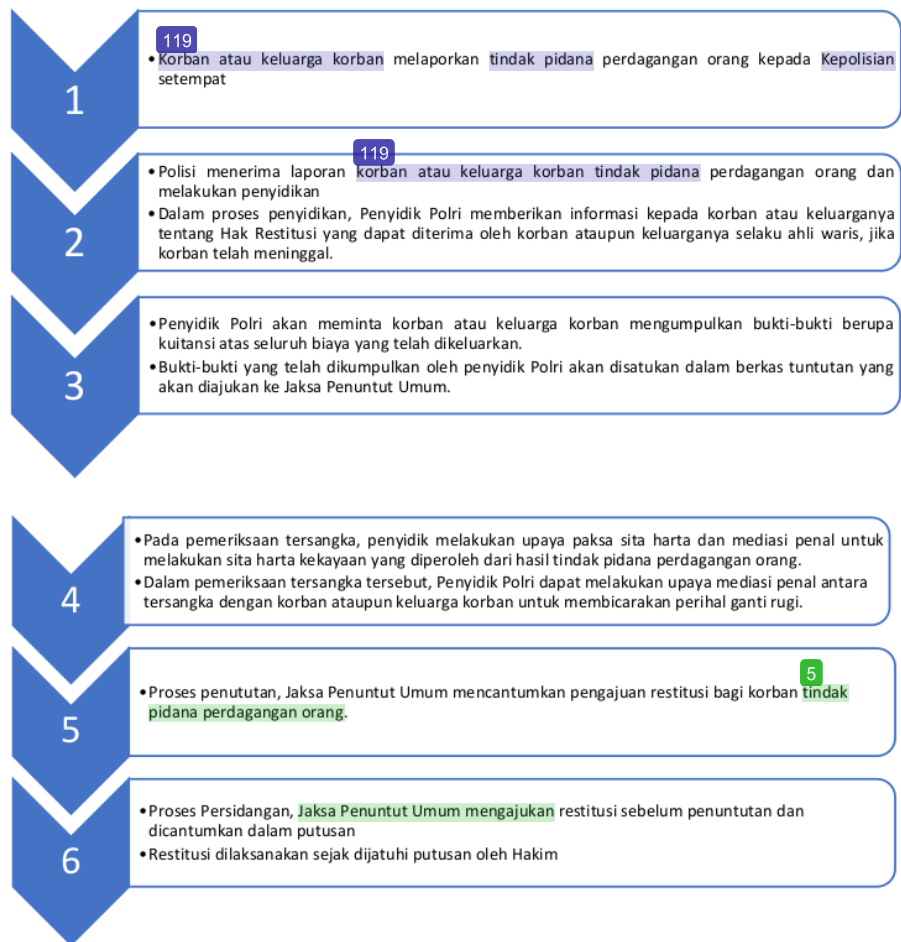 119
1
•Korban atau keluarga korban melaporkan tindak pidana perdagangan orang kepada Kepolisian
setempat
119
2
•Polisi menerima laporan korban atau keluarga korban tindak pidana perdagangan orang dan
melakukan penyidikan
•Dalam proses penyidikan, Penyidik Polri memberikan informasi kepada korban atau keluarganya
tentang Hak Restitusi yang dapat diterima oleh korban ataupun keluarganya selaku ahli waris, jika
korban telah meninggal.
3
•Penyidik Polri akan meminta korban atau keluarga korban mengumpulkan bukti-bukti berupa
kuitansi atas seluruh biaya yang telah dikeluarkan.
•Bukti-bukti yang telah dikumpulkan oleh penyidik Polri akan disatukan dalam berkas tuntutan yang
akan diajukan ke Jaksa Penuntut Umum.
4
•Pada pemeriksaan tersangka, penyidik melakukan upaya paksa sita harta dan mediasi penal untuk
melakukan sita harta kekayaan yang diperoleh dari hasil tindak pidana perdagangan orang.
•Dalam pemeriksaan tersangka tersebut, Penyidik Polri dapat melakukan upaya mediasi penal antara
tersangka dengan korban ataupun keluarga korban untuk membicarakan perihal ganti rugi.
5
5
•Proses penututan, Jaksa Penuntut Umum mencantumkan pengajuan restitusi bagi korban tindak
pidana perdagangan orang.
6
•Proses Persidangan, Jaksa Penuntut Umum mengajukan restitusi sebelum penuntutan dan
dicantumkan dalam putusan
•Restitusi dilaksanakan sejak dijatuhi putusan oleh Hakim